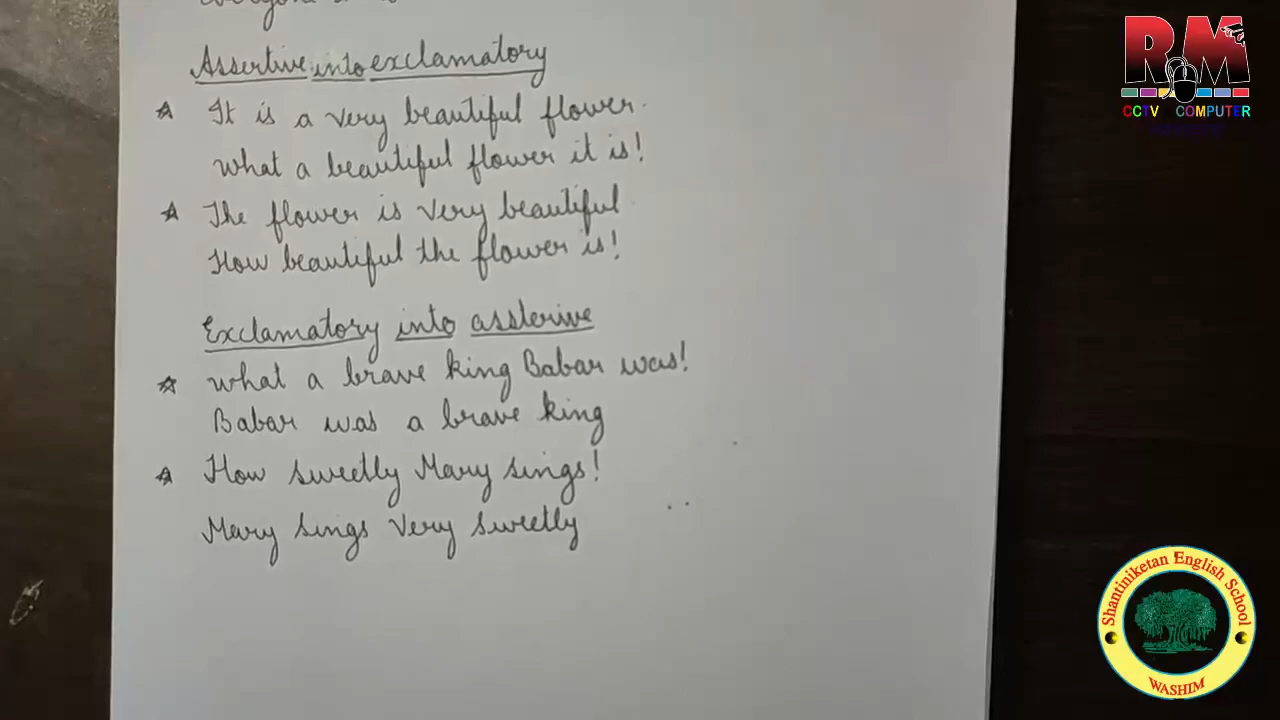 Assertive into exclamatory
☆ It is a very beautiful flower.
What a beautiful flower it is!
☆ The flower is very beautiful
How beautiful the flower is!
Exclamatory into assterive
☆ What a brave king Babar was!
Babar was a brave king
☆ How sweetly Mary sings!
Mary sings very sweetly
RM
CCTV COMPUTER
Shantiniketan English School
WASHIM